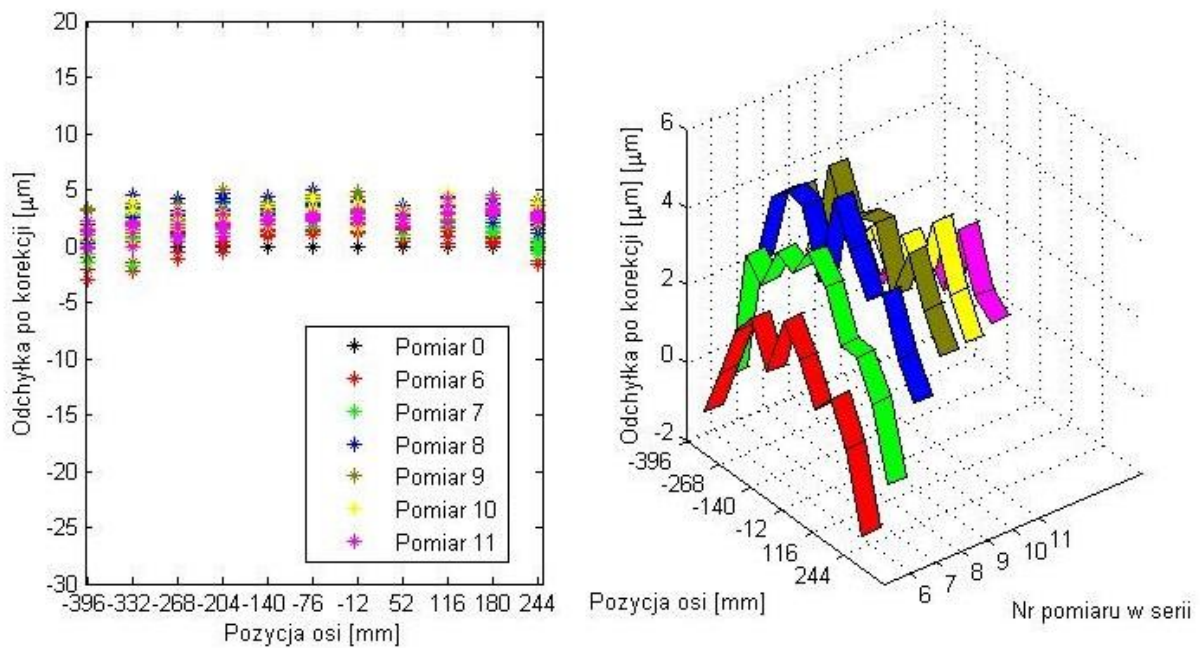 20
15
10
5
0
-5
-10
-15
-20
-25
-30
Odchyłka po korekcji [µm]
Pomiar 0
Pomiar 6
Pomiar 7
Pomiar 8
Pomiar 9
Pomiar 10
Pomiar 11
-396 -332 -268 -204 -140 -76 -12 52 116 180 244
Pozycja osi [mm]
6
4
2
0
-2
Odchyłka po korekcji [µm] [µm]
-396
-268
-140
-12
116
244
Pozycja osi [mm]
6 7 8 9 10 11
Nr pomiaru w serii